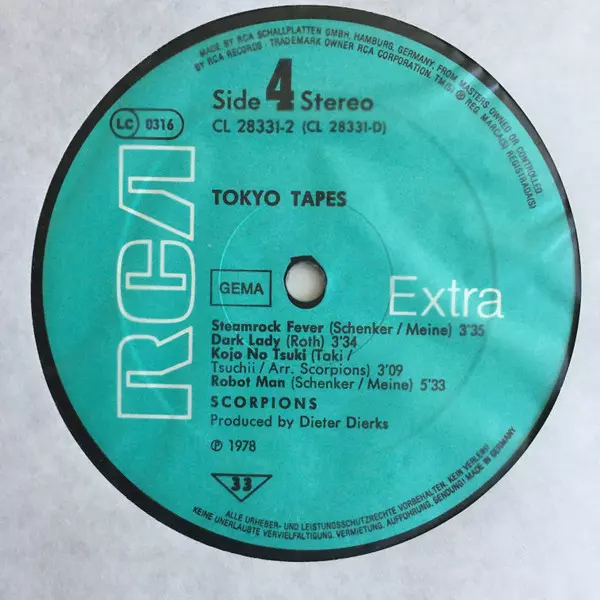 MADE BY RCA SCHALLPLATTEN GMBH, HAMBURG, GERMANY, FROM MASTERS OWNED OR CONTROLLED
BY RCA RECORDS · TRADEMARK OWNER RCA CORPORATION. TM(S) ® REG. MARCA(S) REGISTRADA(S)
Side 4 Stereo
CL 28331-2 (CL 28331-D)
LC 0316
RCA
TOKYO TAPES
GEMA
Extra
Steamrock Fever (Schenker / Meine) 3'35
Dark Lady (Roth) 3'34
Kojo No Tsuki (Taki /
Tsuchii / Arr. Scorpions) 3'09
Robot Man (Schenker / Meine) 5'33
SCORPIONS
Produced by Dieter Dierks
℗ 1978
33
ALLE URHEBER- UND LEISTUNGSSCHUTZRECHTE VORBEHALTEN. KEIN VERLEIH!
KEINE UNERLAUBTE VERVIELFÄLTIGUNG, VERMIETUNG, AUFFÜHRUNG, SENDUNG! MADE IN GERMANY